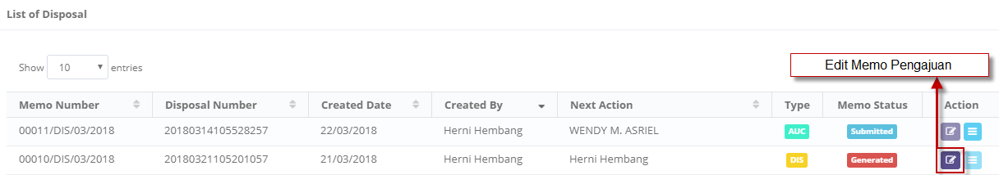 List of Disposal
Show 10 entries
Edit Memo Pengajuan
Memo Number Disposal Number Created Date Created By Next Action Type Memo Status Action
00011/DIS/03/2018 20180314105528257 22/03/2018 Herni Hembang WENDY M. ASRIEL AUC Submitted
00010/DIS/03/2018 20180321105201057 21/03/2018 Herni Hembang Herni Hembang DIS Generated